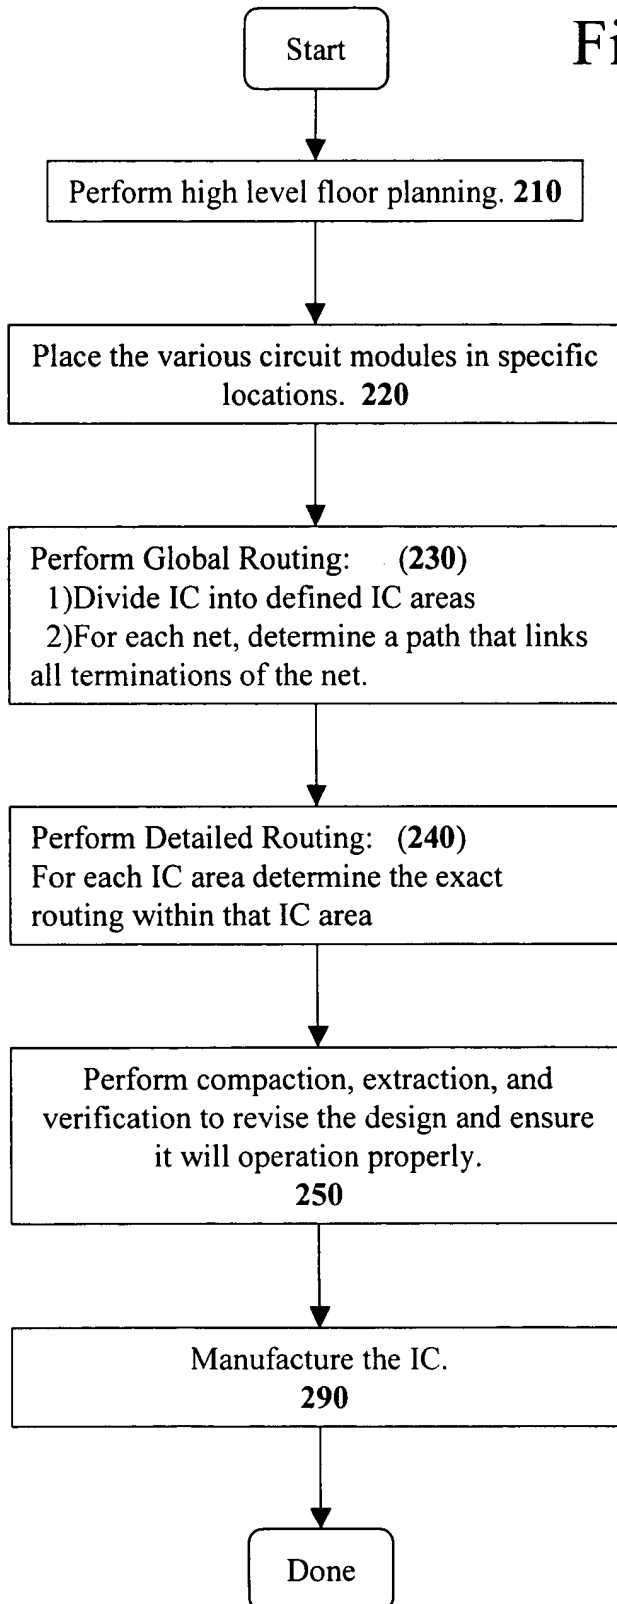 Start
Fi
Perform high level floor planning. 210
Place the various circuit modules in specific
locations. 220
Perform Global Routing: (230)
1)Divide IC into defined IC areas
2)For each net, determine a path that links
all terminations of the net.
Perform Detailed Routing: (240)
For each IC area determine the exact
routing within that IC area
Perform compaction, extraction, and
verification to revise the design and ensure
it will operation properly.
250
Manufacture the IC.
290
Done